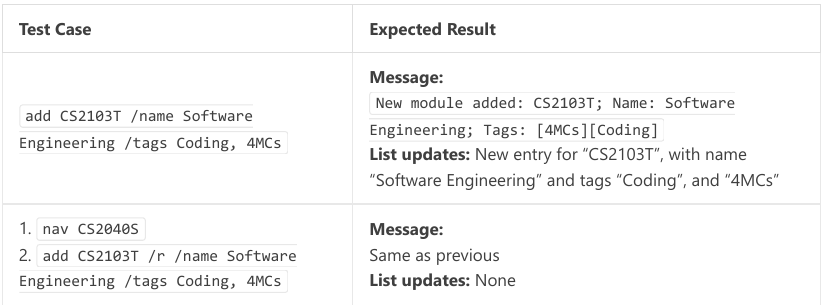 Test Case
Expected Result
add CS2103T /name Software
Engineering /tags Coding, 4MCs
Message:
New module added: CS2103T; Name: Software
Engineering; Tags: [4MCs][Coding]
List updates: New entry for “CS2103T”, with name
“Software Engineering” and tags “Coding”, and “4MCs”
1. nav CS2040S
2. add CS2103T /r /name Software
Engineering /tags Coding, 4MCs
Message:
Same as previous
List updates: None